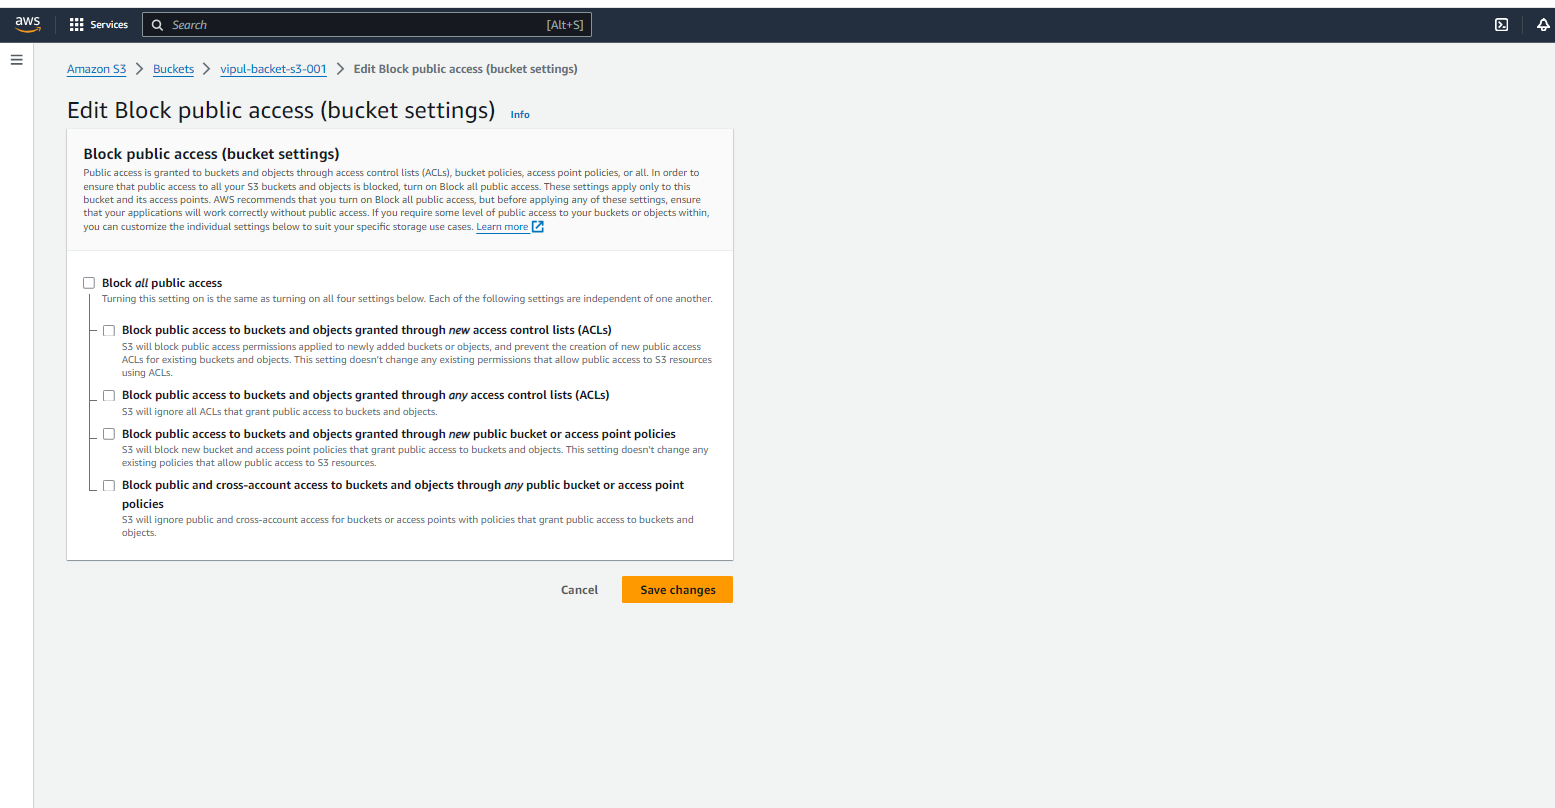 aws
Services
Search [Alt+S]
Amazon S3 > Buckets > vipul-backet-s3-001 > Edit Block public access (bucket settings)
Edit Block public access (bucket settings) Info
Block public access (bucket settings)
Public access is granted to buckets and objects through access control lists (ACLs), bucket policies, access point policies, or all. In order to
ensure that public access to all your S3 buckets and objects is blocked, turn on Block all public access. These settings apply only to this
bucket and its access points. AWS recommends that you turn on Block all public access, but before applying any of these settings, ensure
that your applications will work correctly without public access. If you require some level of public access to your buckets or objects within,
you can customize the individual settings below to suit your specific storage use cases. Learn more
Block all public access
Turning this setting on is the same as turning on all four settings below. Each of the following settings are independent of one another.
Block public access to buckets and objects granted through new access control lists (ACLs)
S3 will block public access permissions applied to newly added buckets or objects, and prevent the creation of new public access
ACLs for existing buckets and objects. This setting doesn't change any existing permissions that allow public access to S3 resources
using ACLs.
Block public access to buckets and objects granted through any access control lists (ACLs)
S3 will ignore all ACLs that grant public access to buckets and objects.
Block public access to buckets and objects granted through new public bucket or access point policies
S3 will block new bucket and access point policies that grant public access to buckets and objects. This setting doesn't change any
existing policies that allow public access to S3 resources.
Block public and cross-account access to buckets and objects through any public bucket or access point
policies
S3 will ignore public and cross-account access for buckets or access points with policies that grant public access to buckets and
objects.
Cancel Save changes